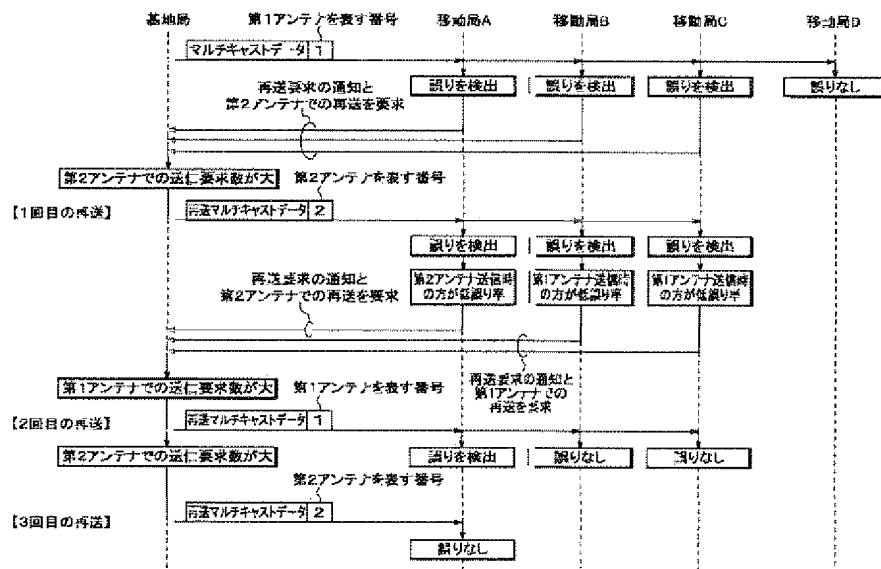 基地局
第1アンテナを表す番号
移動局A
移動局B
移動局C
移動局D
マルチキャストデータ 1
再送要求の通知と
第2アンテナでの再送を要求
誤りを検出
誤りを検出
誤りを検出
誤りなし
第2アンテナでの送信要求数が大
第2アンテナを表す番号
【1回目の再送】
再送マルチキャストデータ 2
誤りを検出
誤りを検出
誤りを検出
再送要求の通知と
第2アンテナでの再送を要求
第2アンテナ送信時
の方が低誤り率
第1アンテナ送信時
の方が低誤り率
第1アンテナ送信時
の方が低誤り率
再送要求の通知と
第1アンテナでの
再送を要求
第1アンテナでの送信要求数が大
第1アンテナを表す番号
【2回目の再送】
再送マルチキャストデータ 1
第2アンテナでの送信要求数が大
誤りを検出
誤りなし
誤りなし
第2アンテナを表す番号
【3回目の再送】
再送マルチキャストデータ 2
誤りなし